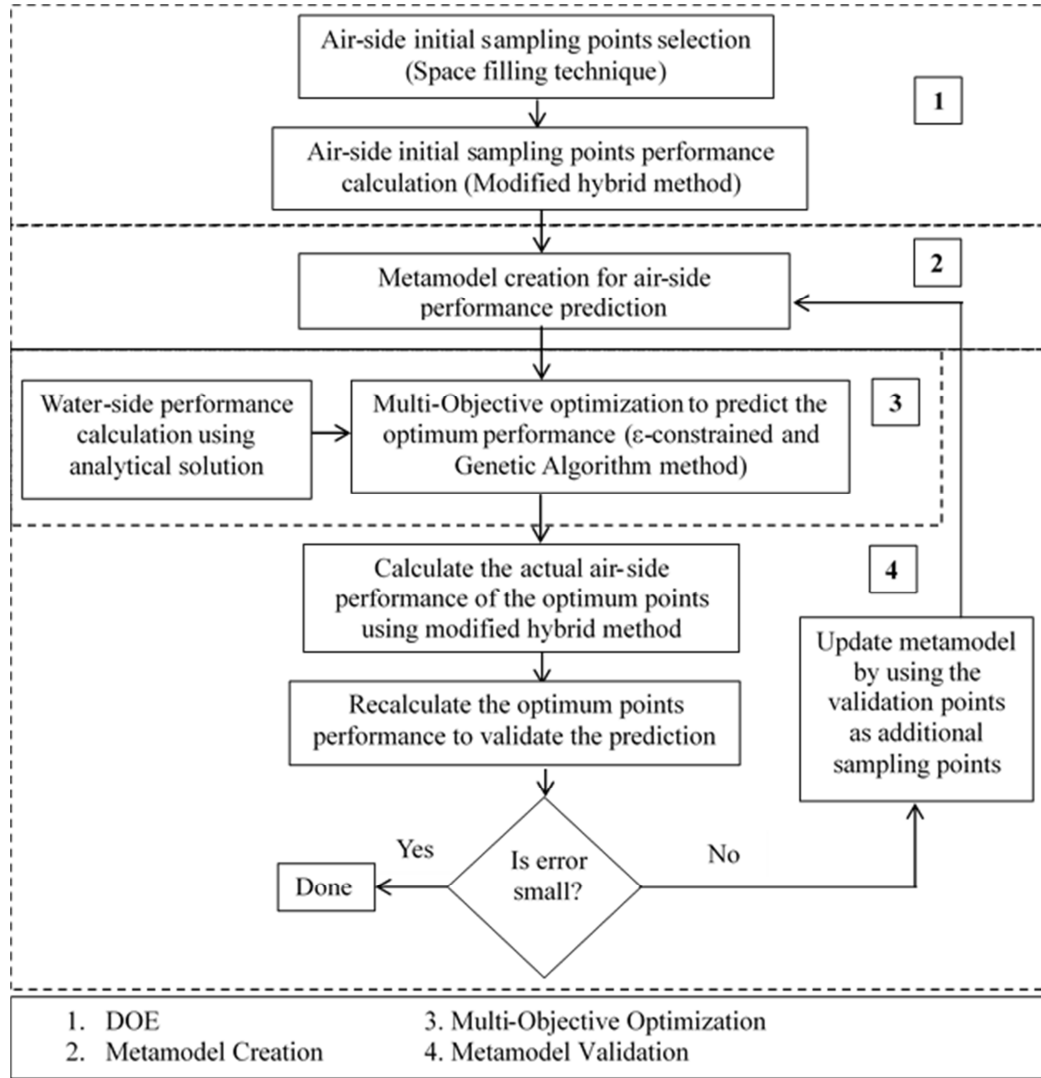 Air-side initial sampling points selection
(Space filling technique)
1
Air-side initial sampling points performance
calculation (Modified hybrid method)
2
Metamodel creation for air-side
performance prediction
3
Water-side performance
calculation using
analytical solution
Multi-Objective optimization to predict the
optimum performance (ε-constrained and
Genetic Algorithm method)
4
Calculate the actual air-side
performance of the optimum points
using modified hybrid method
Update metamodel
by using the
validation points
as additional
sampling points
Recalculate the optimum points
performance to validate the prediction
Is error
small?
Yes
No
Done
1. DOE
2. Metamodel Creation
3. Multi-Objective Optimization
4. Metamodel Validation